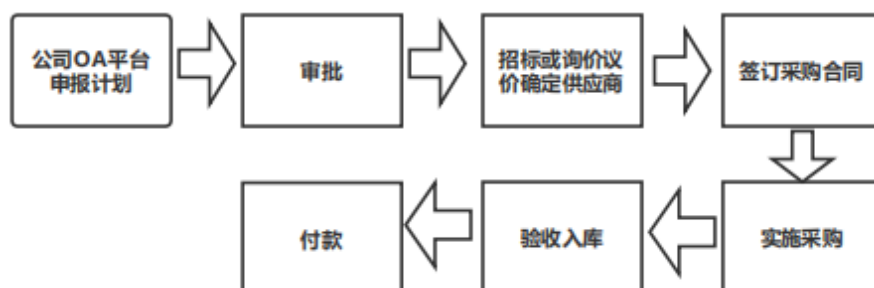 公司OA平台
申报计划
审批
招标或询价议
价确定供应商
签订采购合同
实施采购
验收入库
付款